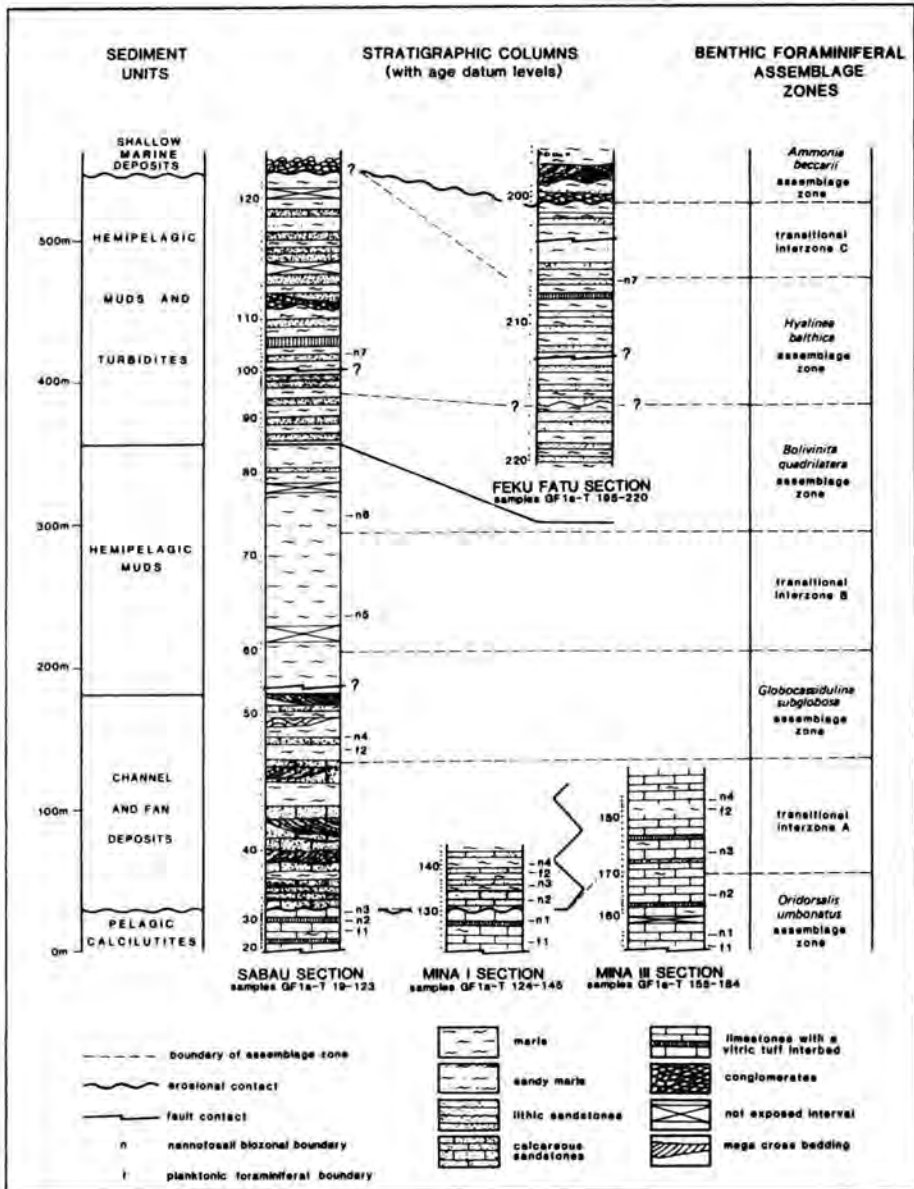 SEDIMENT
UNITS
STRATIGRAPHIC COLUMNS
(with age datum levels)
BENTHIC FORAMINIFERAL
ASSEMBLAGE
ZONES
SHALLOW
MARINE
DEPOSITS
500m
HEMIPELAGIC
MUDS AND
TURBIDITES
400m
300m
HEMIPELAGIC
MUDS
200m
CHANNEL
AND FAN
DEPOSITS
100m
PELAGIC
CALCILUTITES
0m
?
120
110
n7
100
?
90
80
n6
70
n5
60
?
50
n4
f2
40
n3
30
n2
f1
20
SABAU SECTION
samples GF1a-T 19-123
200
n7
210
?
?
?
220
FEKU FATU SECTION
samples GF1a-T 198-220
140
n4
f2
n3
n2
130
n1
f1
MINA I SECTION
samples GF1a-T 124-145
n4
180
f2
n3
170
n2
160
n1
f1
MINA III SECTION
samples GF1a-T 155-184
Ammonia
beccarii
assemblage
zone
transitional
interzone C
Hyalinea
balthica
assemblage
zone
Bolivinita
quadrilatera
assemblage
zone
transitional
interzone B
Globocassidulina
subglobosa
assemblage
zone
transitional
interzone A
Oridorsalis
umbonatus
assemblage
zone
boundary of assemblage zone
erosional contact
fault contact
n nannofossil biozonal boundary
f planktonic foraminiferal boundary
marls
sandy marls
lithic sandstones
calcareous
sandstones
limestones with a
vitric tuff interbed
conglomerates
not exposed interval
mega cross bedding